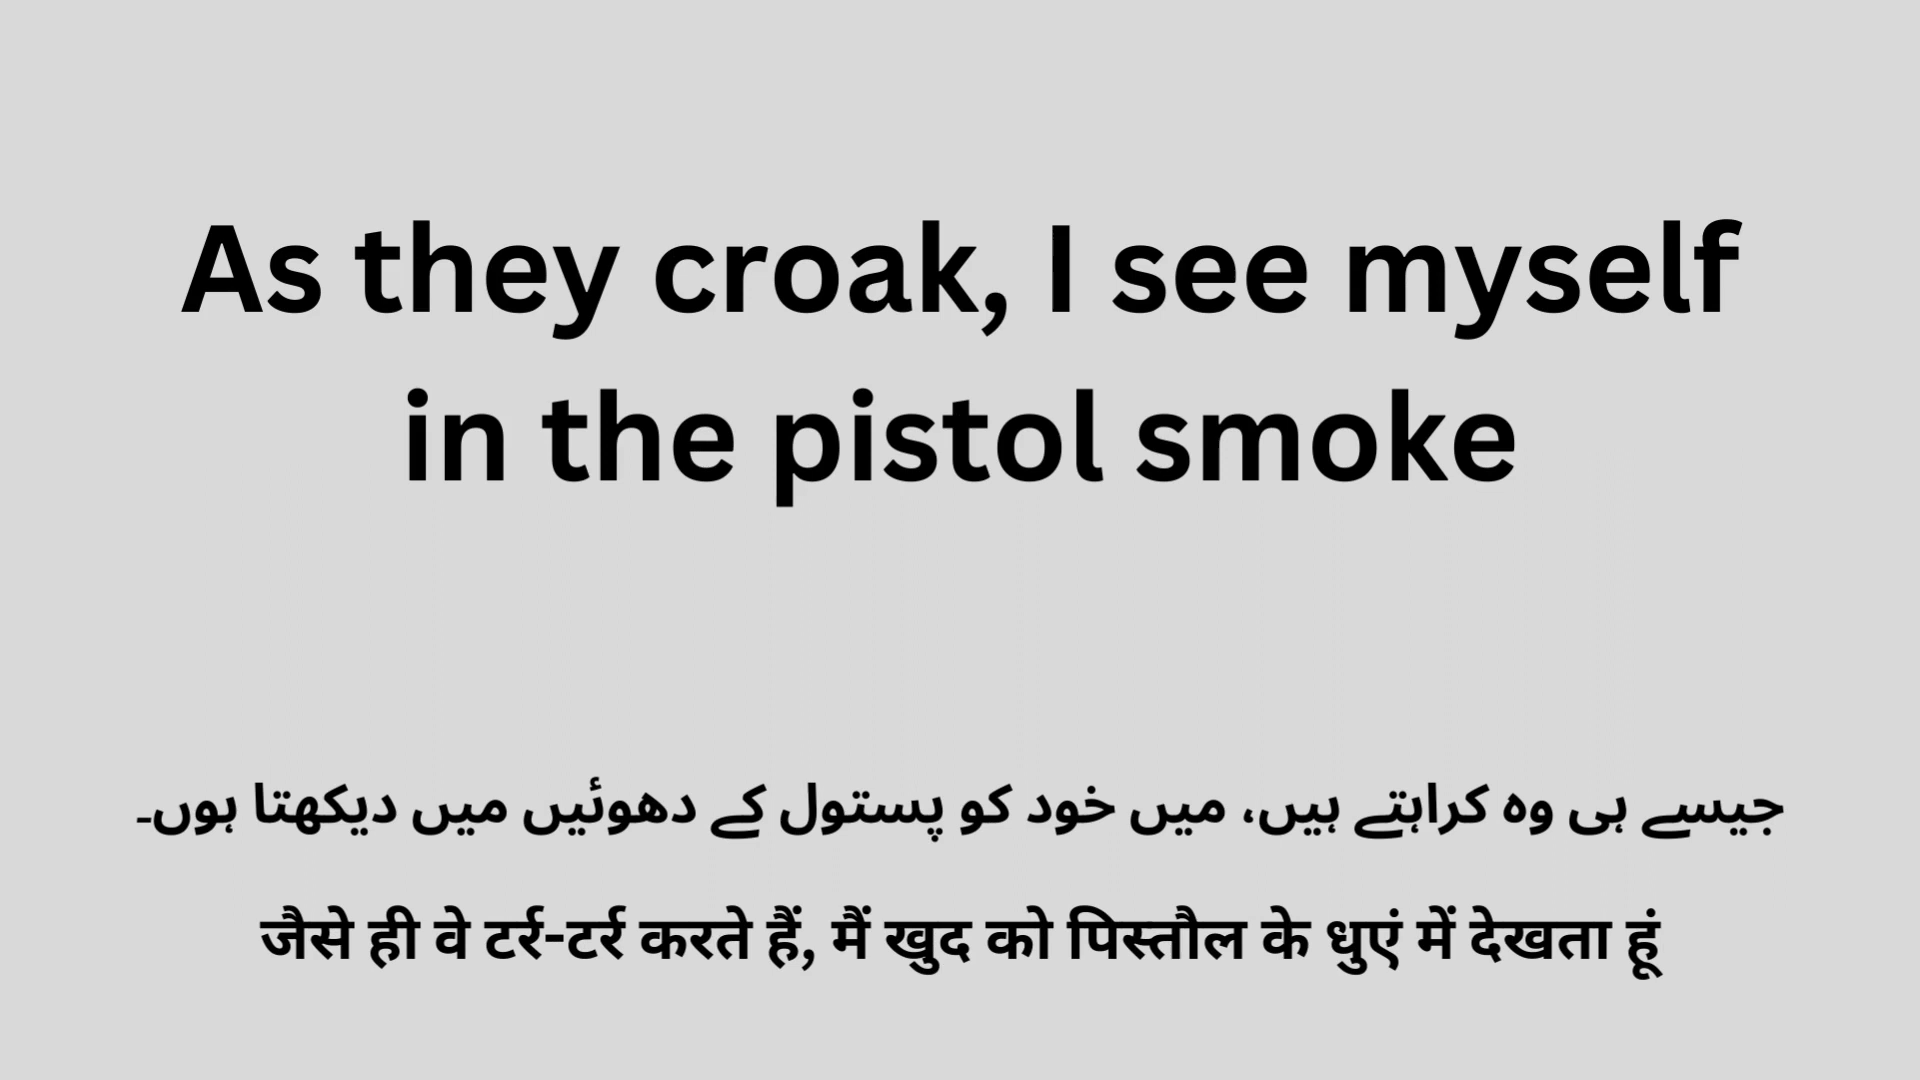 As they croak, I see myself
in the pistol smoke
جیسے ہی وہ کراہتے ہیں، میں خود کو پستول کے دھوئیں میں دیکھتا ہوں۔
जैसे ही वे टर्र-टर्र करते हैं, मैं खुद को पिस्तौल के धुएं में देखता हूं